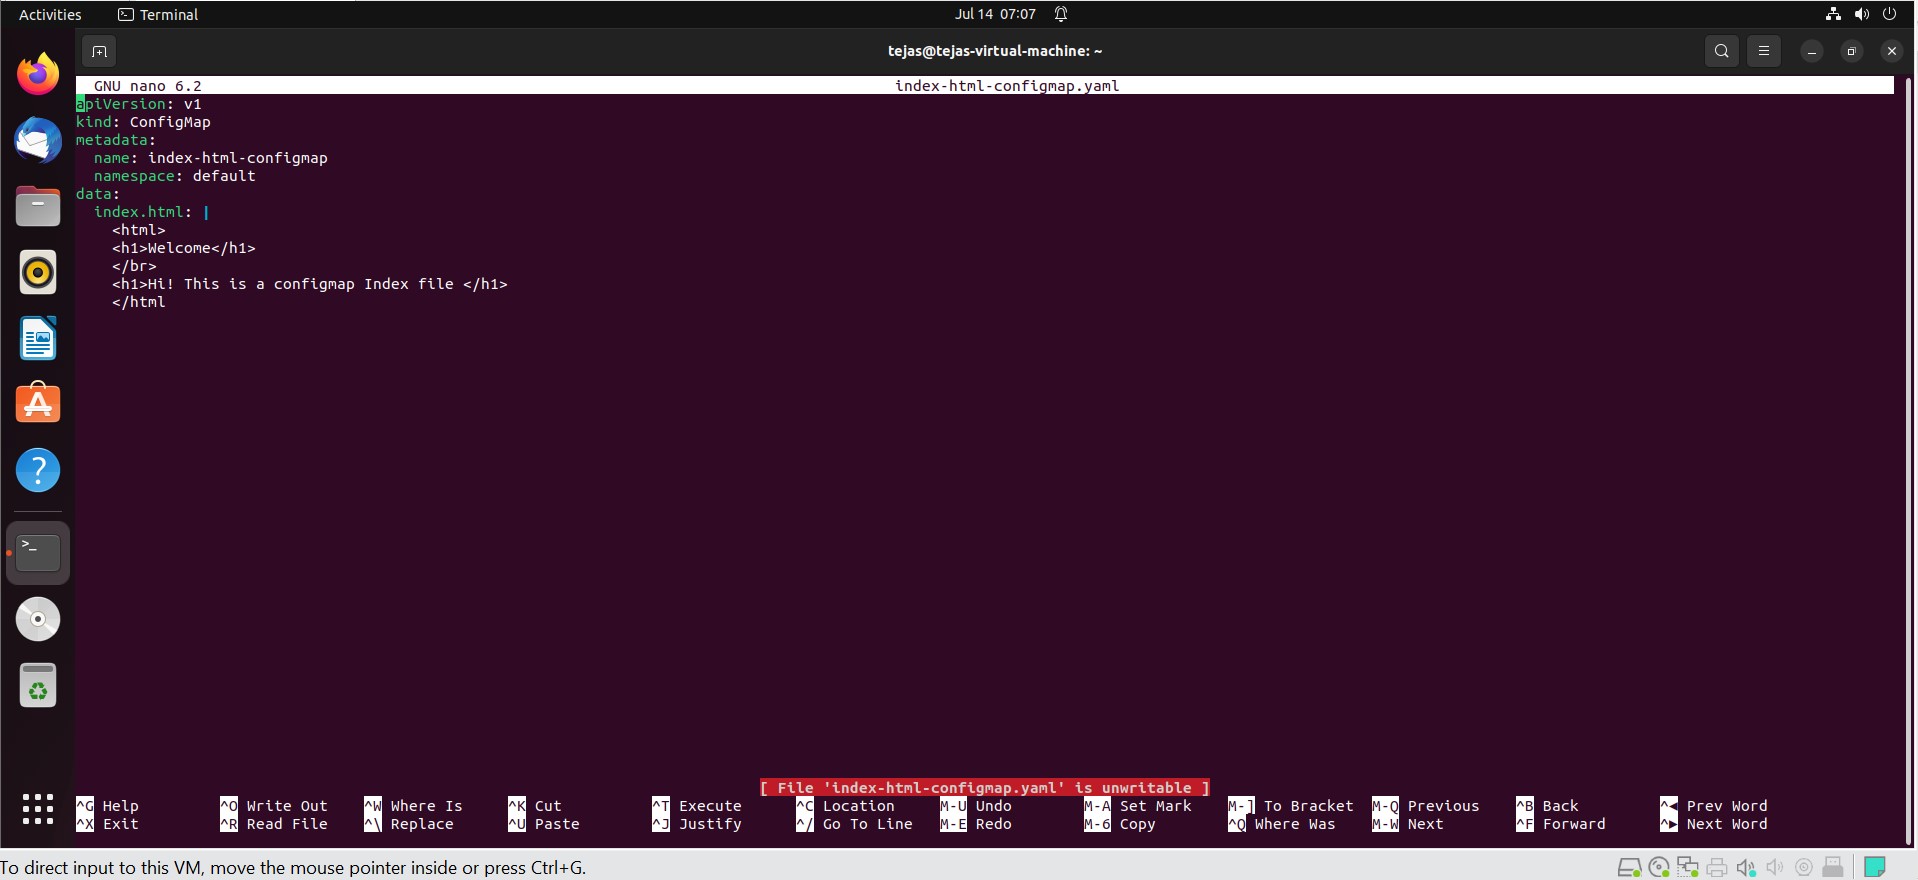 Activities Terminal Jul 14 07:07
tejas@tejas-virtual-machine: ~
GNU nano 6.2 index-html-configmap.yaml
apiVersion: v1
kind: ConfigMap
metadata:
  name: index-html-configmap
  namespace: default
data:
  index.html: |
    <html>
    <h1>Welcome</h1>
    </br>
    <h1>Hi! This is a configmap Index file </h1>
    </html
[ File 'index-html-configmap.yaml' is unwritable ]
^G Help ^O Write Out ^W Where Is ^K Cut ^T Execute ^C Location M-U Undo M-A Set Mark M-] To Bracket M-Q Previous ^B Back ^◀ Prev Word
^X Exit ^R Read File ^\ Replace ^U Paste ^J Justify ^/ Go To Line M-E Redo M-6 Copy ^Q Where Was M-W Next ^F Forward ^▶ Next Word
To direct input to this VM, move the mouse pointer inside or press Ctrl+G.